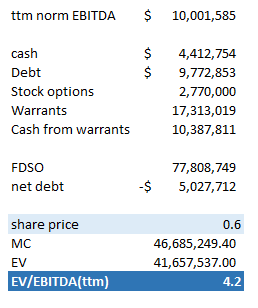 ttm norm EBITDA $ 10,001,585
cash $ 4,412,754
Debt $ 9,772,853
Stock options 2,770,000
Warrants 17,313,019
Cash from warrants 10,387,811
FDSO 77,808,749
net debt -$ 5,027,712
share price 0.6
MC 46,685,249.40
EV 41,657,537.00
EV/EBITDA(ttm) 4.2